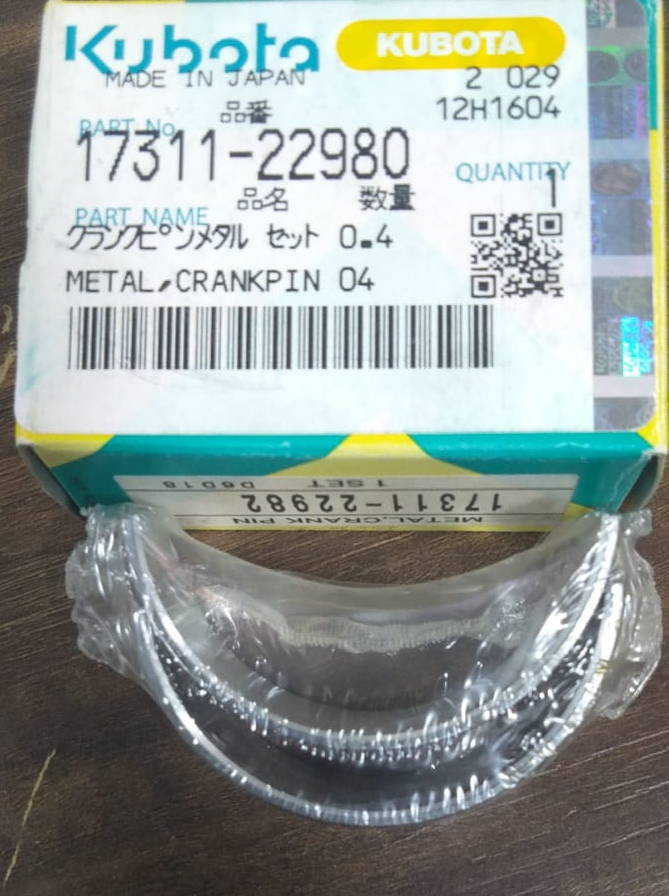 Kubota KUBOTA
MADE IN JAPAN 2 029
品番 12H1604
PART No.
17311-22980
QUANTITY 1
品名 数量
PART NAME
クランクピンメタル セット 0.4
METAL,CRANKPIN 04
METAL,CRANK PIN
17311-22982
1 SET D6D18